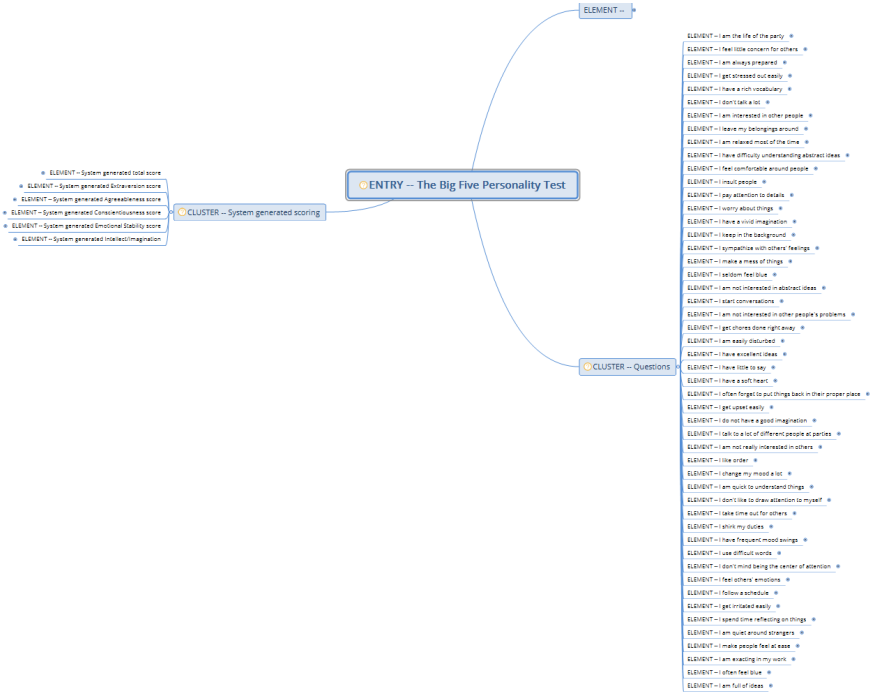 ELEMENT --
ENTRY -- The Big Five Personality Test
CLUSTER -- System generated scoring
ELEMENT -- System generated total score
ELEMENT -- System generated Extraversion score
ELEMENT -- System generated Agreeableness score
ELEMENT -- System generated Conscientiousness score
ELEMENT -- System generated Emotional Stability score
ELEMENT -- System generated Intellect/Imagination
CLUSTER -- Questions
ELEMENT -- I am the life of the party
ELEMENT -- I feel little concern for others
ELEMENT -- I am always prepared
ELEMENT -- I get stressed out easily
ELEMENT -- I have a rich vocabulary
ELEMENT -- I don't talk a lot
ELEMENT -- I am interested in other people
ELEMENT -- I leave my belongings around
ELEMENT -- I am relaxed most of the time
ELEMENT -- I have difficulty understanding abstract ideas
ELEMENT -- I feel comfortable around people
ELEMENT -- I insult people
ELEMENT -- I pay attention to details
ELEMENT -- I worry about things
ELEMENT -- I have a vivid imagination
ELEMENT -- I keep in the background
ELEMENT -- I sympathize with others' feelings
ELEMENT -- I make a mess of things
ELEMENT -- I seldom feel blue
ELEMENT -- I am not interested in abstract ideas
ELEMENT -- I start conversations
ELEMENT -- I am not interested in other people's problems
ELEMENT -- I get chores done right away
ELEMENT -- I am easily disturbed
ELEMENT -- I have excellent ideas
ELEMENT -- I have little to say
ELEMENT -- I have a soft heart
ELEMENT -- I often forget to put things back in their proper place
ELEMENT -- I get upset easily
ELEMENT -- I do not have a good imagination
ELEMENT -- I talk to a lot of different people at parties
ELEMENT -- I am not really interested in others
ELEMENT -- I like order
ELEMENT -- I change my mood a lot
ELEMENT -- I am quick to understand things
ELEMENT -- I don't like to draw attention to myself
ELEMENT -- I take time out for others
ELEMENT -- I shirk my duties
ELEMENT -- I have frequent mood swings
ELEMENT -- I use difficult words
ELEMENT -- I don't mind being the center of attention
ELEMENT -- I feel others' emotions
ELEMENT -- I follow a schedule
ELEMENT -- I get irritated easily
ELEMENT -- I spend time reflecting on things
ELEMENT -- I am quiet around strangers
ELEMENT -- I make people feel at ease
ELEMENT -- I am exacting in my work
ELEMENT -- I often feel blue
ELEMENT -- I am full of ideas